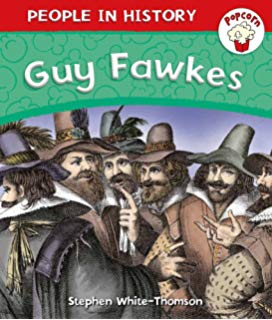 PEOPLE IN HISTORY
Popcorn
Guy Fawkes
Stephen White-Thomson